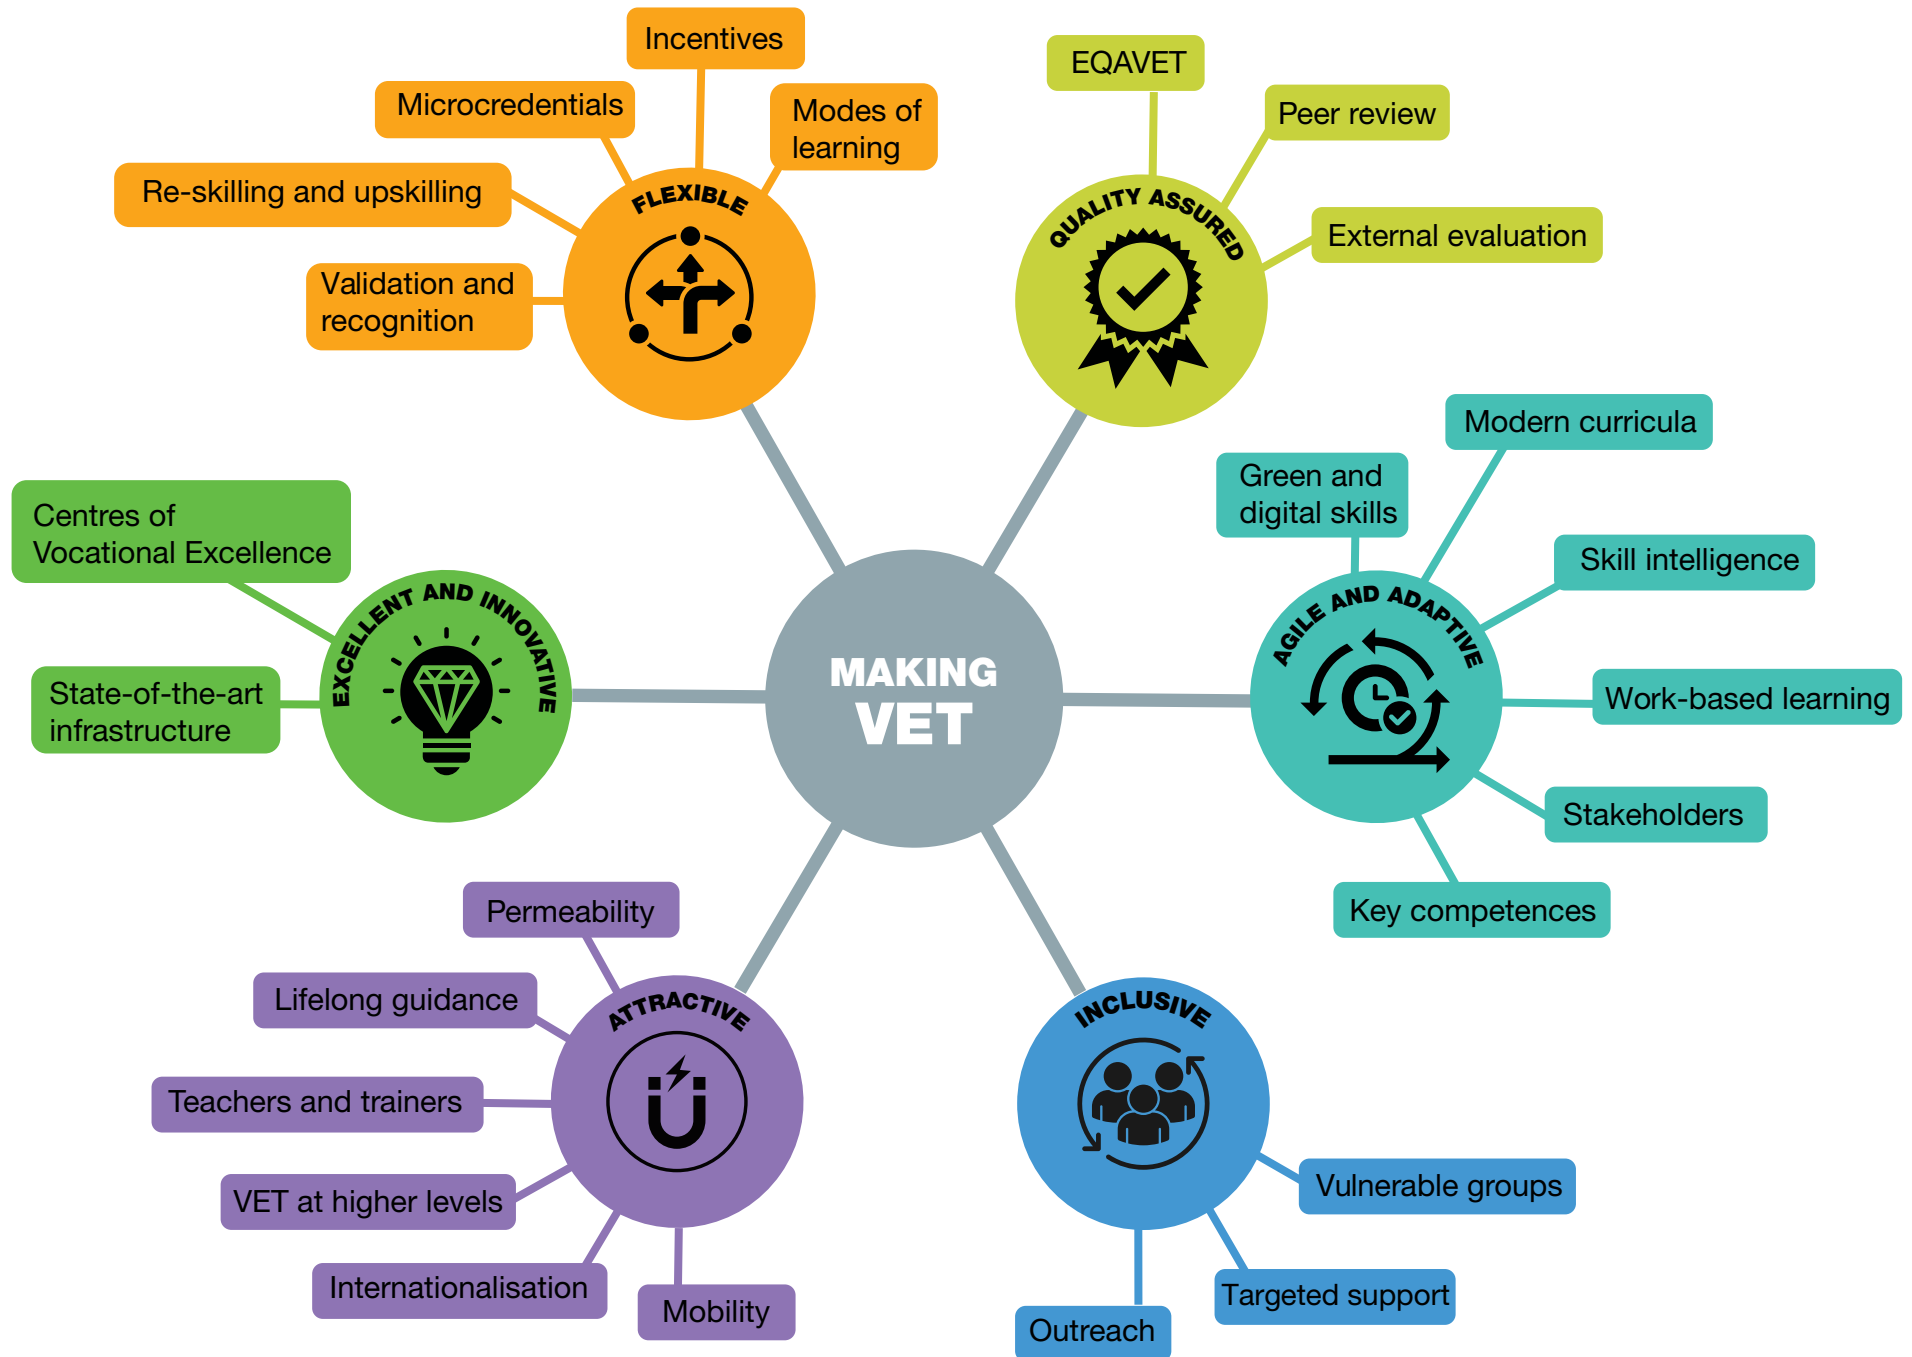 Incentives
Microcredentials
Modes of
learning
Re-skilling and upskilling
Validation and
recognition
FLEXIBLE
EQAVET
Peer review
External evaluation
QUALITY ASSURED
Modern curricula
Green and
digital skills
Skill intelligence
Work-based learning
Stakeholders
Key competences
AGILE AND ADAPTIVE
Centres of
Vocational Excellence
State-of-the-art
infrastructure
EXCELLENT AND INNOVATIVE
MAKING
VET
Permeability
Lifelong guidance
Teachers and trainers
VET at higher levels
Internationalisation
Mobility
ATTRACTIVE
INCLUSIVE
Vulnerable groups
Targeted support
Outreach